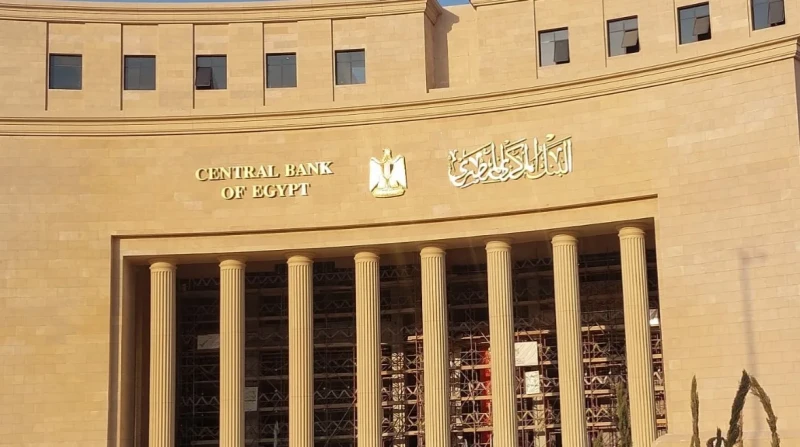 CENTRAL BANK
OF EGYPT
البنك المركزي المصري